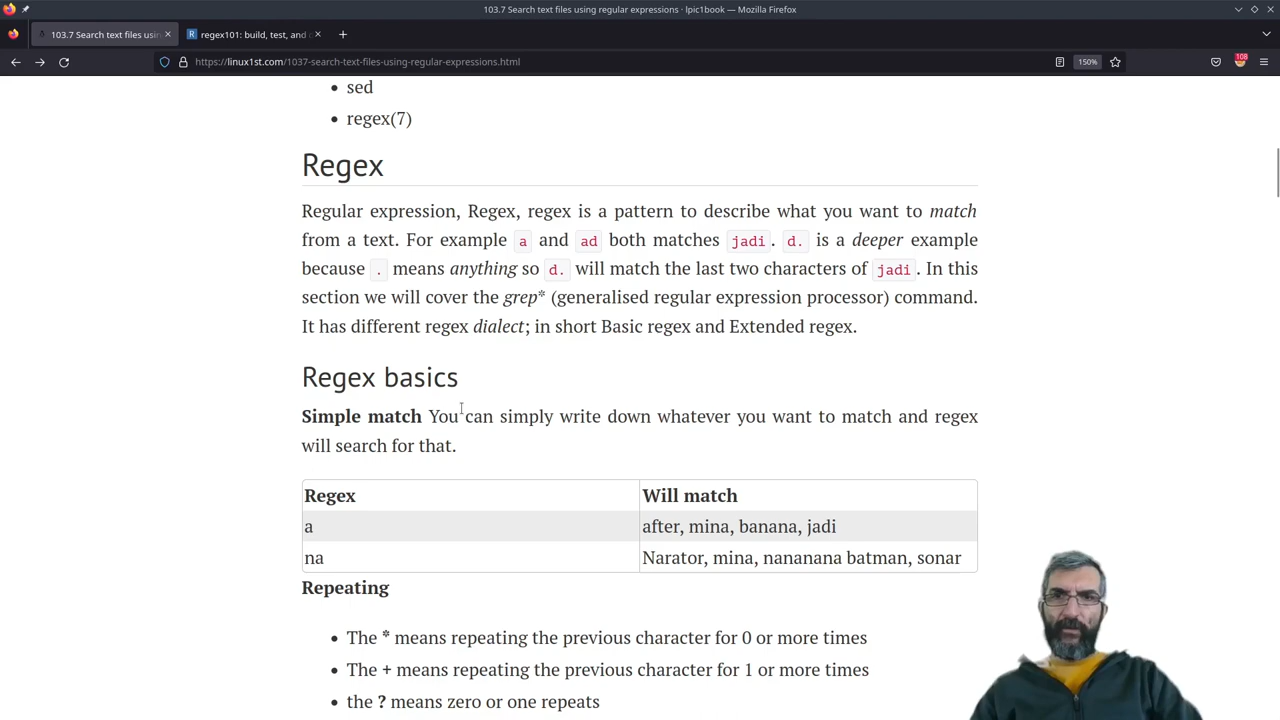 103.7 Search text files using regular expressions · lpic1book — Mozilla Firefox
103.7 Search text files usin
regex101: build, test, and
https://linux1st.com/1037-search-text-files-using-regular-expressions.html
150%
108
• sed
• regex(7)
Regex
Regular expression, Regex, regex is a pattern to describe what you want to match
from a text. For example a and ad both matches jadi. d. is a deeper example
because . means anything so d. will match the last two characters of jadi. In this
section we will cover the grep* (generalised regular expression processor) command.
It has different regex dialect; in short Basic regex and Extended regex.
Regex basics
Simple match You can simply write down whatever you want to match and regex
will search for that.
Regex Will match
a after, mina, banana, jadi
na Narator, mina, nananana batman, sonar
Repeating
• The * means repeating the previous character for 0 or more times
• The + means repeating the previous character for 1 or more times
• the ? means zero or one repeats